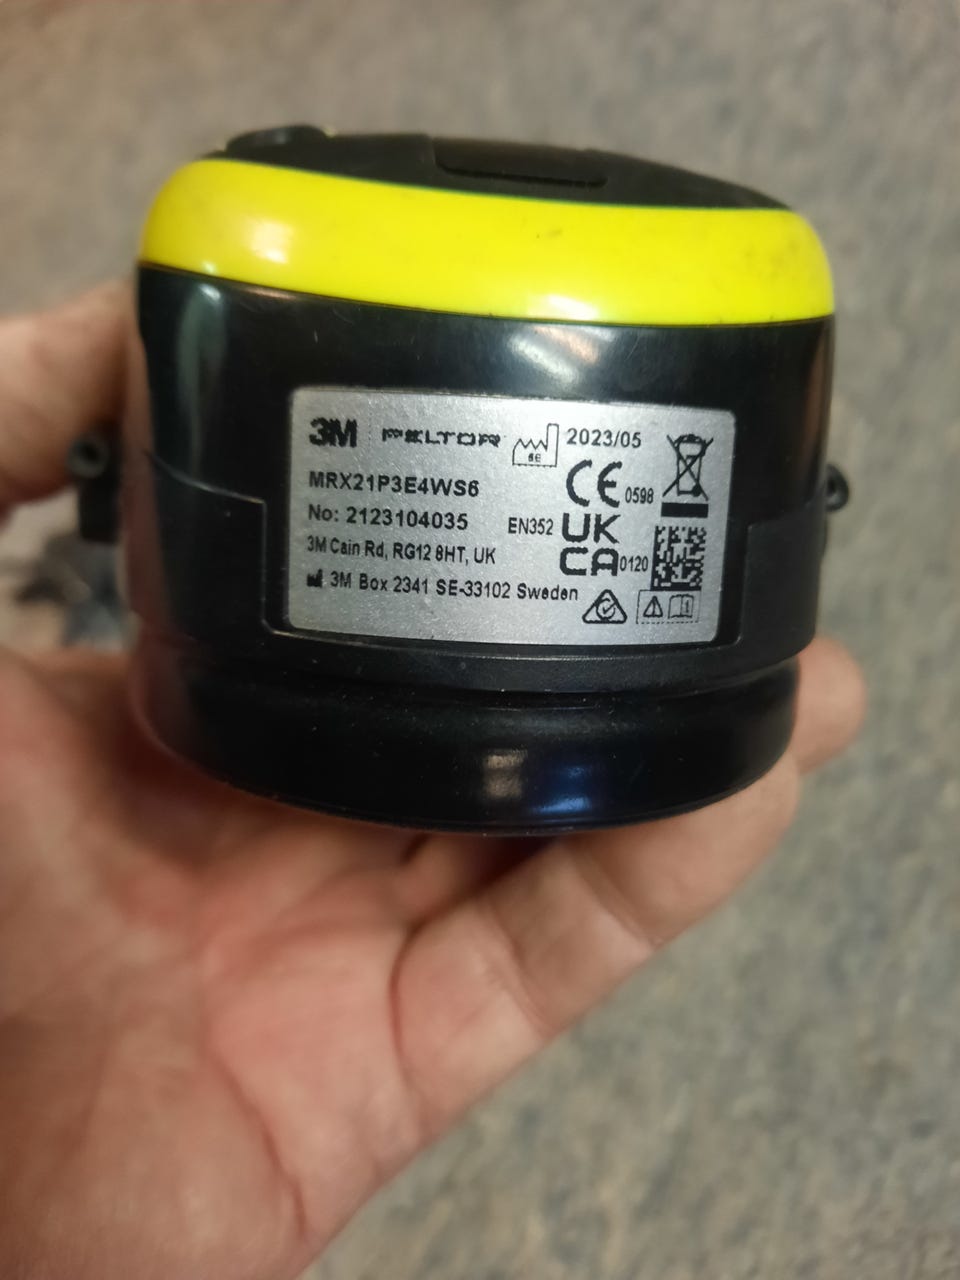 3M PELTOR
SE
2023/05
MRX21P3E4WS6
CE 0598
No: 2123104035
EN352
UK
CA 0120
3M Cain Rd, RG12 8HT, UK
3M Box 2341 SE-33102 Sweden